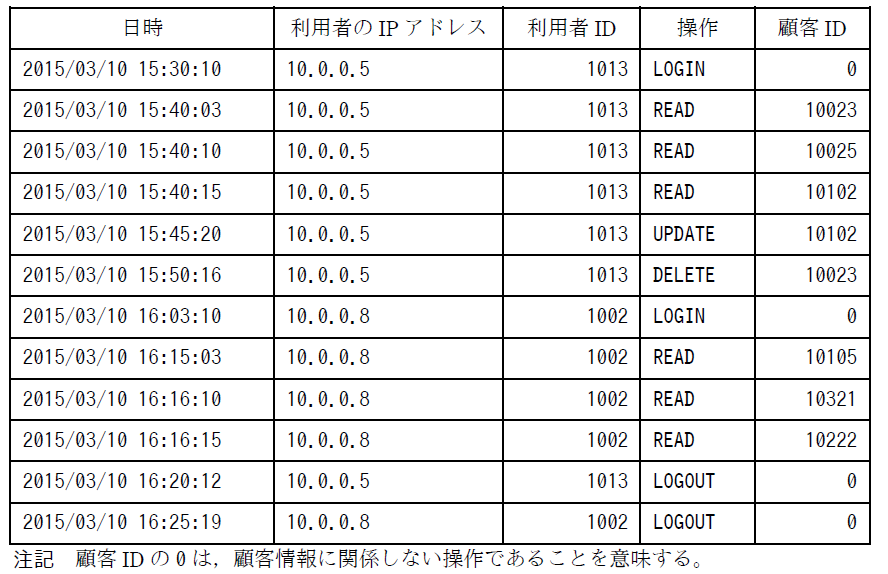 日時 利用者のIPアドレス 利用者ID 操作 顧客ID
2015/03/10 15:30:10 10.0.0.5 1013 LOGIN 0
2015/03/10 15:40:03 10.0.0.5 1013 READ 10023
2015/03/10 15:40:10 10.0.0.5 1013 READ 10025
2015/03/10 15:40:15 10.0.0.5 1013 READ 10102
2015/03/10 15:45:20 10.0.0.5 1013 UPDATE 10102
2015/03/10 15:50:16 10.0.0.5 1013 DELETE 10023
2015/03/10 16:03:10 10.0.0.8 1002 LOGIN 0
2015/03/10 16:15:03 10.0.0.8 1002 READ 10105
2015/03/10 16:16:10 10.0.0.8 1002 READ 10321
2015/03/10 16:16:15 10.0.0.8 1002 READ 10222
2015/03/10 16:20:12 10.0.0.5 1013 LOGOUT 0
2015/03/10 16:25:19 10.0.0.8 1002 LOGOUT 0
注記 顧客IDの0は，顧客情報に関係しない操作であることを意味する。